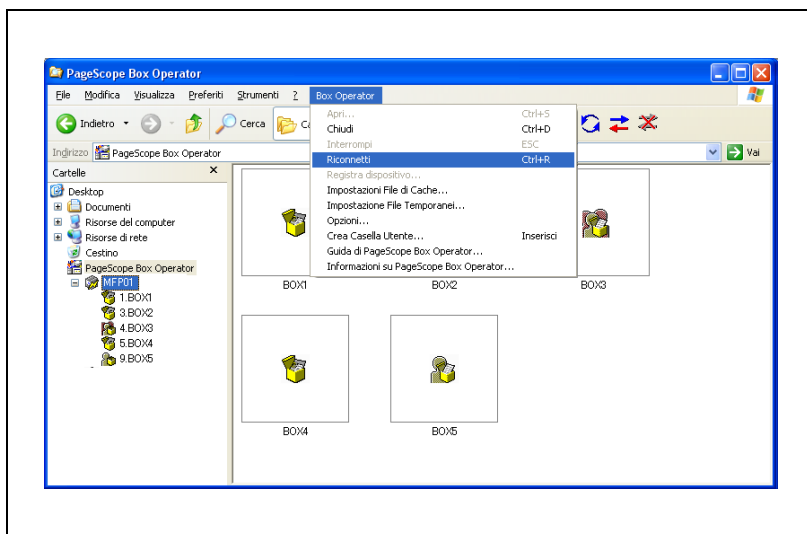 PageScope Box Operator
File Modifica Visualizza Preferiti Strumenti ? Box Operator
Indietro Cerca
Indirizzo PageScope Box Operator Vai
Cartelle
Desktop
Documenti
Risorse del computer
Risorse di rete
Cestino
PageScope Box Operator
MFP01
1.BOX1
3.BOX2
4.BOX3
5.BOX4
9.BOX5
Apri... Ctrl+S
Chiudi Ctrl+D
Interrompi ESC
Riconnetti Ctrl+R
Registra dispositivo...
Impostazioni File di Cache...
Impostazione File Temporanei...
Opzioni...
Crea Casella Utente... Inserisci
Guida di PageScope Box Operator...
Informazioni su PageScope Box Operator...
BOX1 BOX2 BOX3
BOX4 BOX5